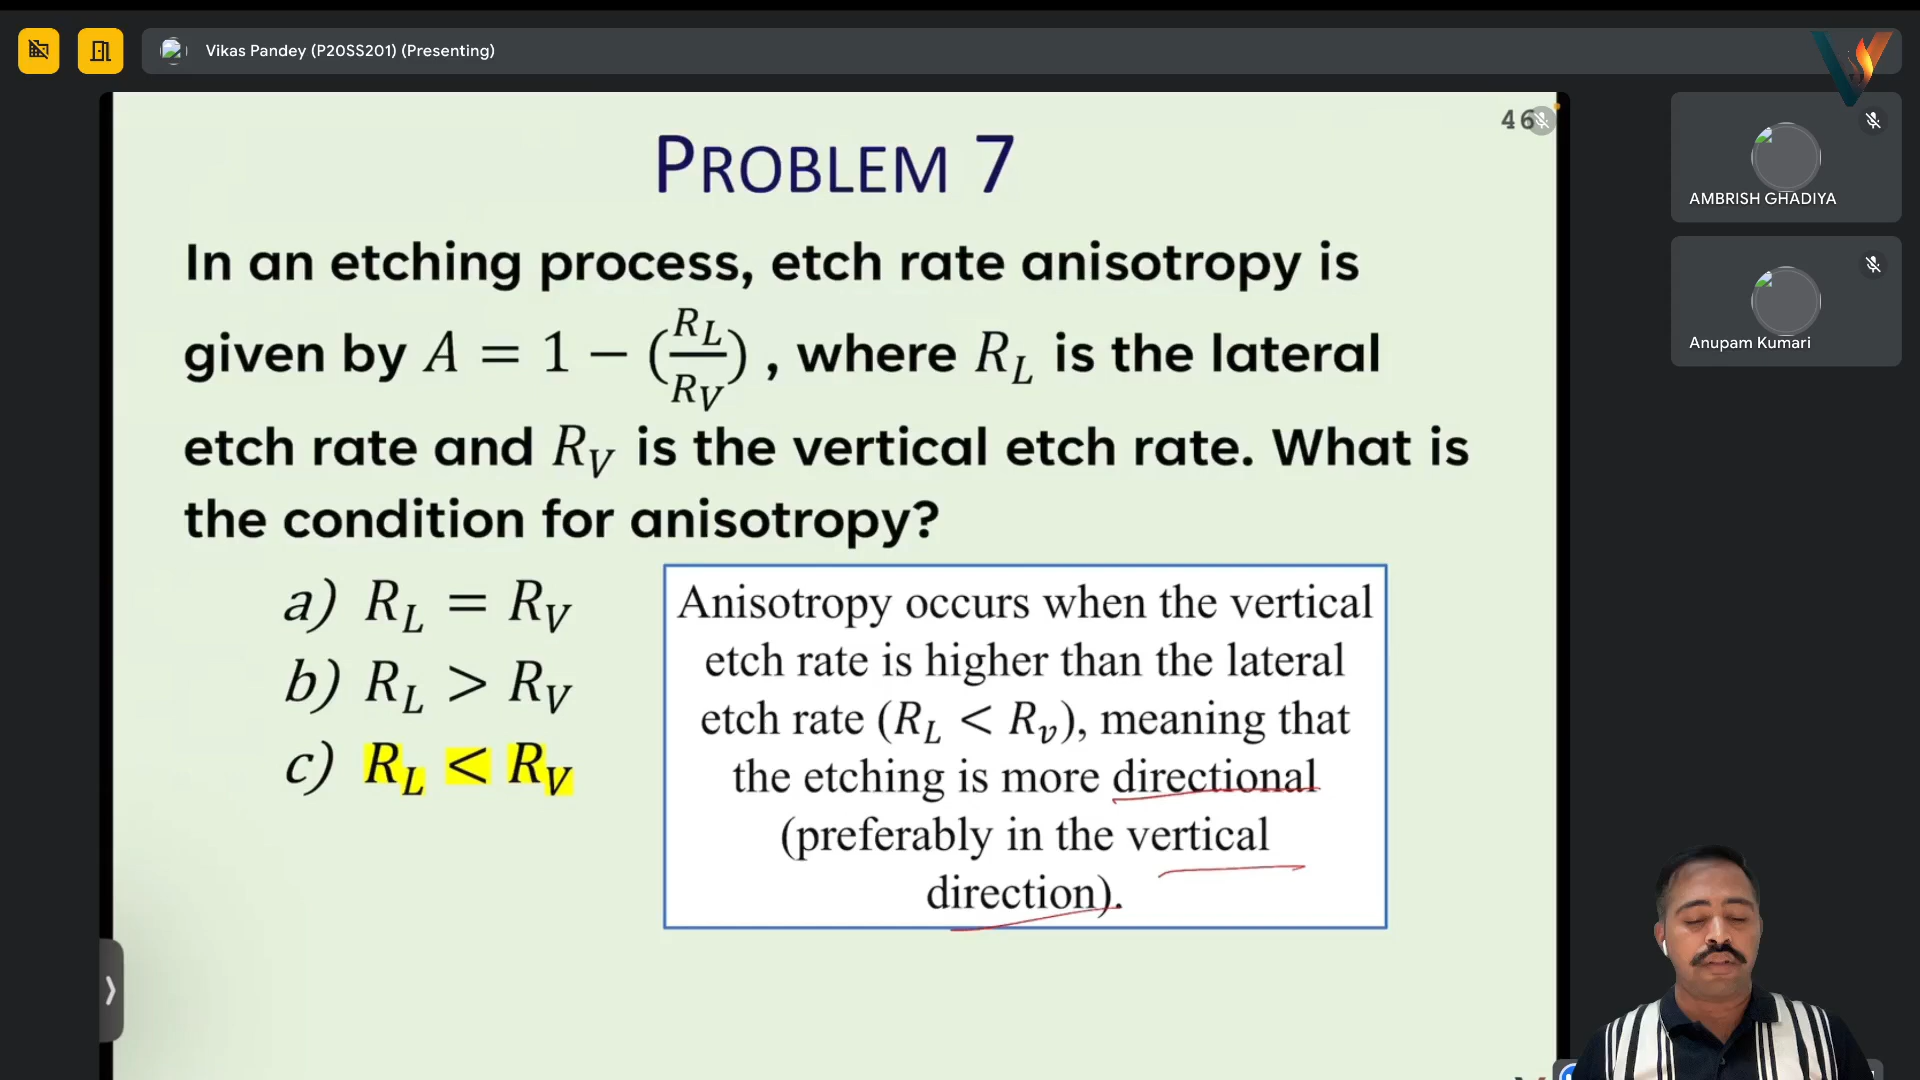 Vikas Pandey (P20SS201) (Presenting)
46
PROBLEM 7
In an etching process, etch rate anisotropy is
given by A = 1 − (R_L/R_V) , where R_L is the lateral
etch rate and R_V is the vertical etch rate. What is
the condition for anisotropy?
a) R_L = R_V
b) R_L > R_V
c) R_L < R_V
Anisotropy occurs when the vertical
etch rate is higher than the lateral
etch rate (R_L < R_v), meaning that
the etching is more directional
(preferably in the vertical
direction).
AMBRISH GHADIYA
Anupam Kumari